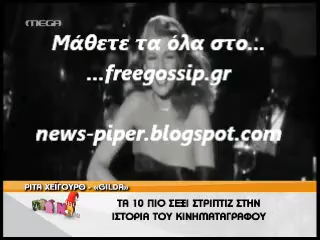 MEGA
Μάθετε τα όλα στο...
...freegossip.gr
news-piper.blogspot.com
ΡΙΤΑ ΧΕΪΓΟΥΡΘ - «GILDA»
ΤΑ 10 ΠΙΟ ΣΕΞΙ ΣΤΡΙΠΤΙΖ ΣΤΗΝ
ΙΣΤΟΡΙΑ ΤΟΥ ΚΙΝΗΜΑΤΟΓΡΑΦΟΥ